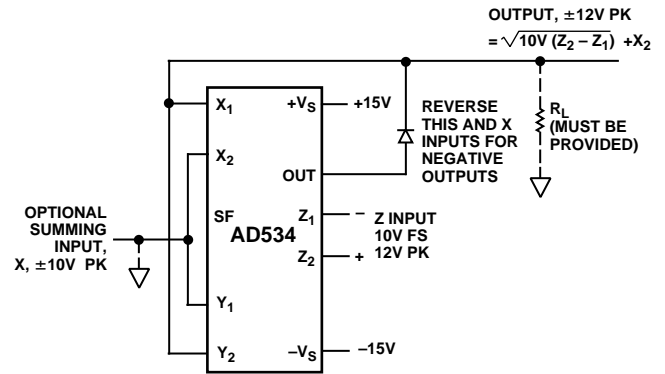 OUTPUT, ±12V PK
= √10V (Z2 – Z1) +X2
X1
+VS
+15V
REVERSE
THIS AND X
INPUTS FOR
NEGATIVE
OUTPUTS
RL
(MUST BE
PROVIDED)
X2
OUT
OPTIONAL
SUMMING
INPUT,
X, ±10V PK
SF
AD534
Z1
–
Z INPUT
10V FS
12V PK
Z2
+
Y1
Y2
–VS
–15V